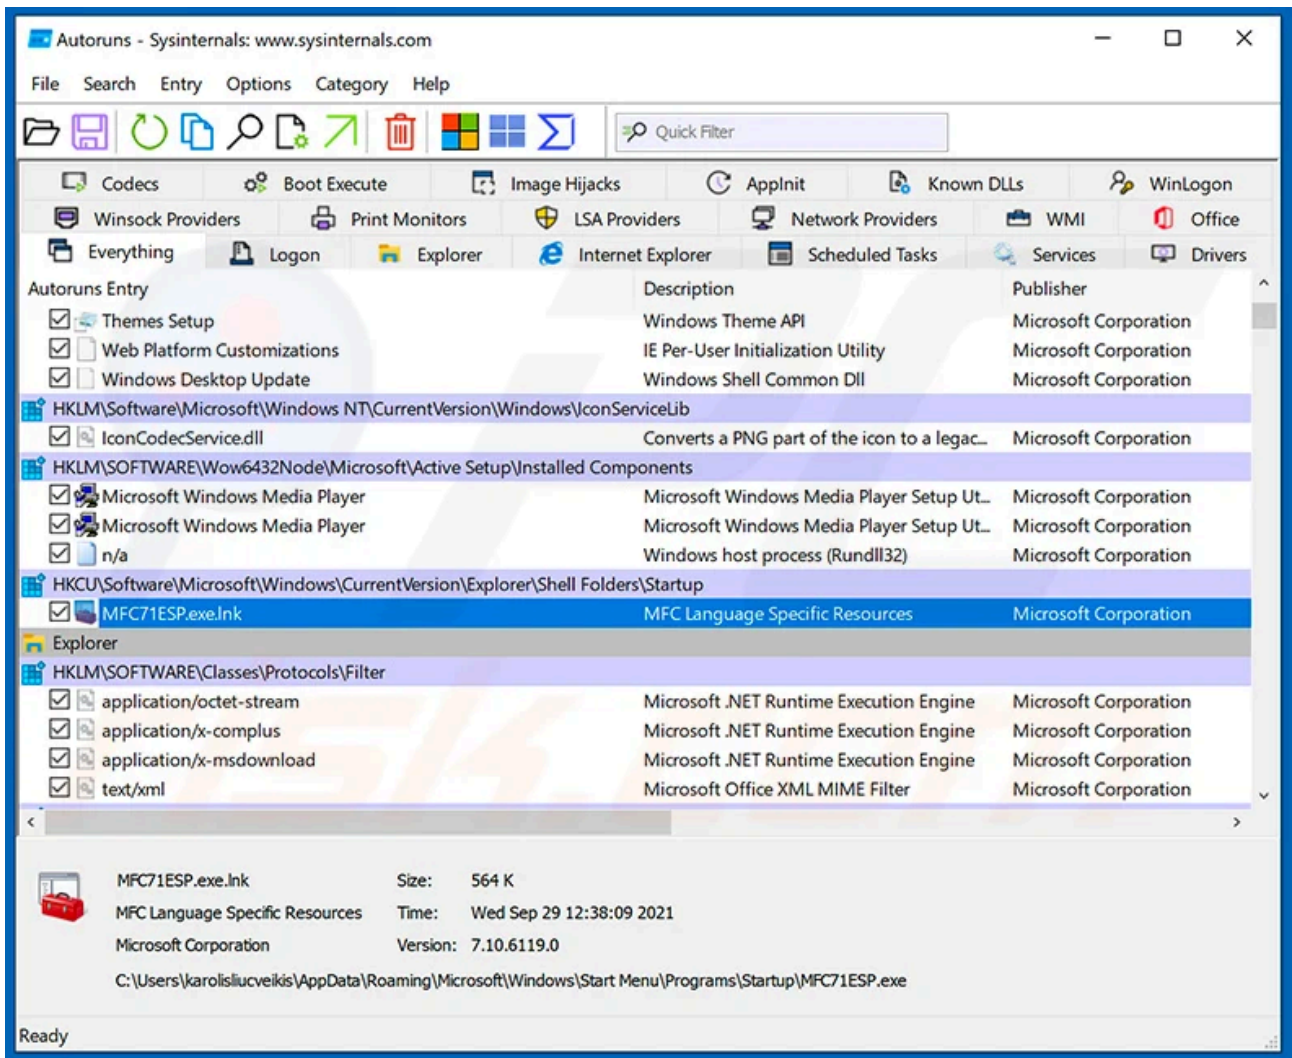 Autoruns - Sysinternals: www.sysinternals.com
File Search Entry Options Category Help
Quick Filter
Codecs Boot Execute Image Hijacks AppInit Known DLLs WinLogon
Winsock Providers Print Monitors LSA Providers Network Providers WMI Office
Everything Logon Explorer Internet Explorer Scheduled Tasks Services Drivers
Autoruns Entry Description Publisher
Themes Setup Windows Theme API Microsoft Corporation
Web Platform Customizations IE Per-User Initialization Utility Microsoft Corporation
Windows Desktop Update Windows Shell Common Dll Microsoft Corporation
HKLM\Software\Microsoft\Windows NT\CurrentVersion\Windows\IconServiceLib
IconCodecService.dll Converts a PNG part of the icon to a legac... Microsoft Corporation
HKLM\SOFTWARE\Wow6432Node\Microsoft\Active Setup\Installed Components
Microsoft Windows Media Player Microsoft Windows Media Player Setup Ut... Microsoft Corporation
Microsoft Windows Media Player Microsoft Windows Media Player Setup Ut... Microsoft Corporation
n/a Windows host process (Rundll32) Microsoft Corporation
HKCU\Software\Microsoft\Windows\CurrentVersion\Explorer\Shell Folders\Startup
MFC71ESP.exe.lnk MFC Language Specific Resources Microsoft Corporation
Explorer
HKLM\SOFTWARE\Classes\Protocols\Filter
application/octet-stream Microsoft .NET Runtime Execution Engine Microsoft Corporation
application/x-complus Microsoft .NET Runtime Execution Engine Microsoft Corporation
application/x-msdownload Microsoft .NET Runtime Execution Engine Microsoft Corporation
text/xml Microsoft Office XML MIME Filter Microsoft Corporation
MFC71ESP.exe.lnk Size: 564 K
MFC Language Specific Resources Time: Wed Sep 29 12:38:09 2021
Microsoft Corporation Version: 7.10.6119.0
C:\Users\karolisliucveikis\AppData\Roaming\Microsoft\Windows\Start Menu\Programs\Startup\MFC71ESP.exe
Ready